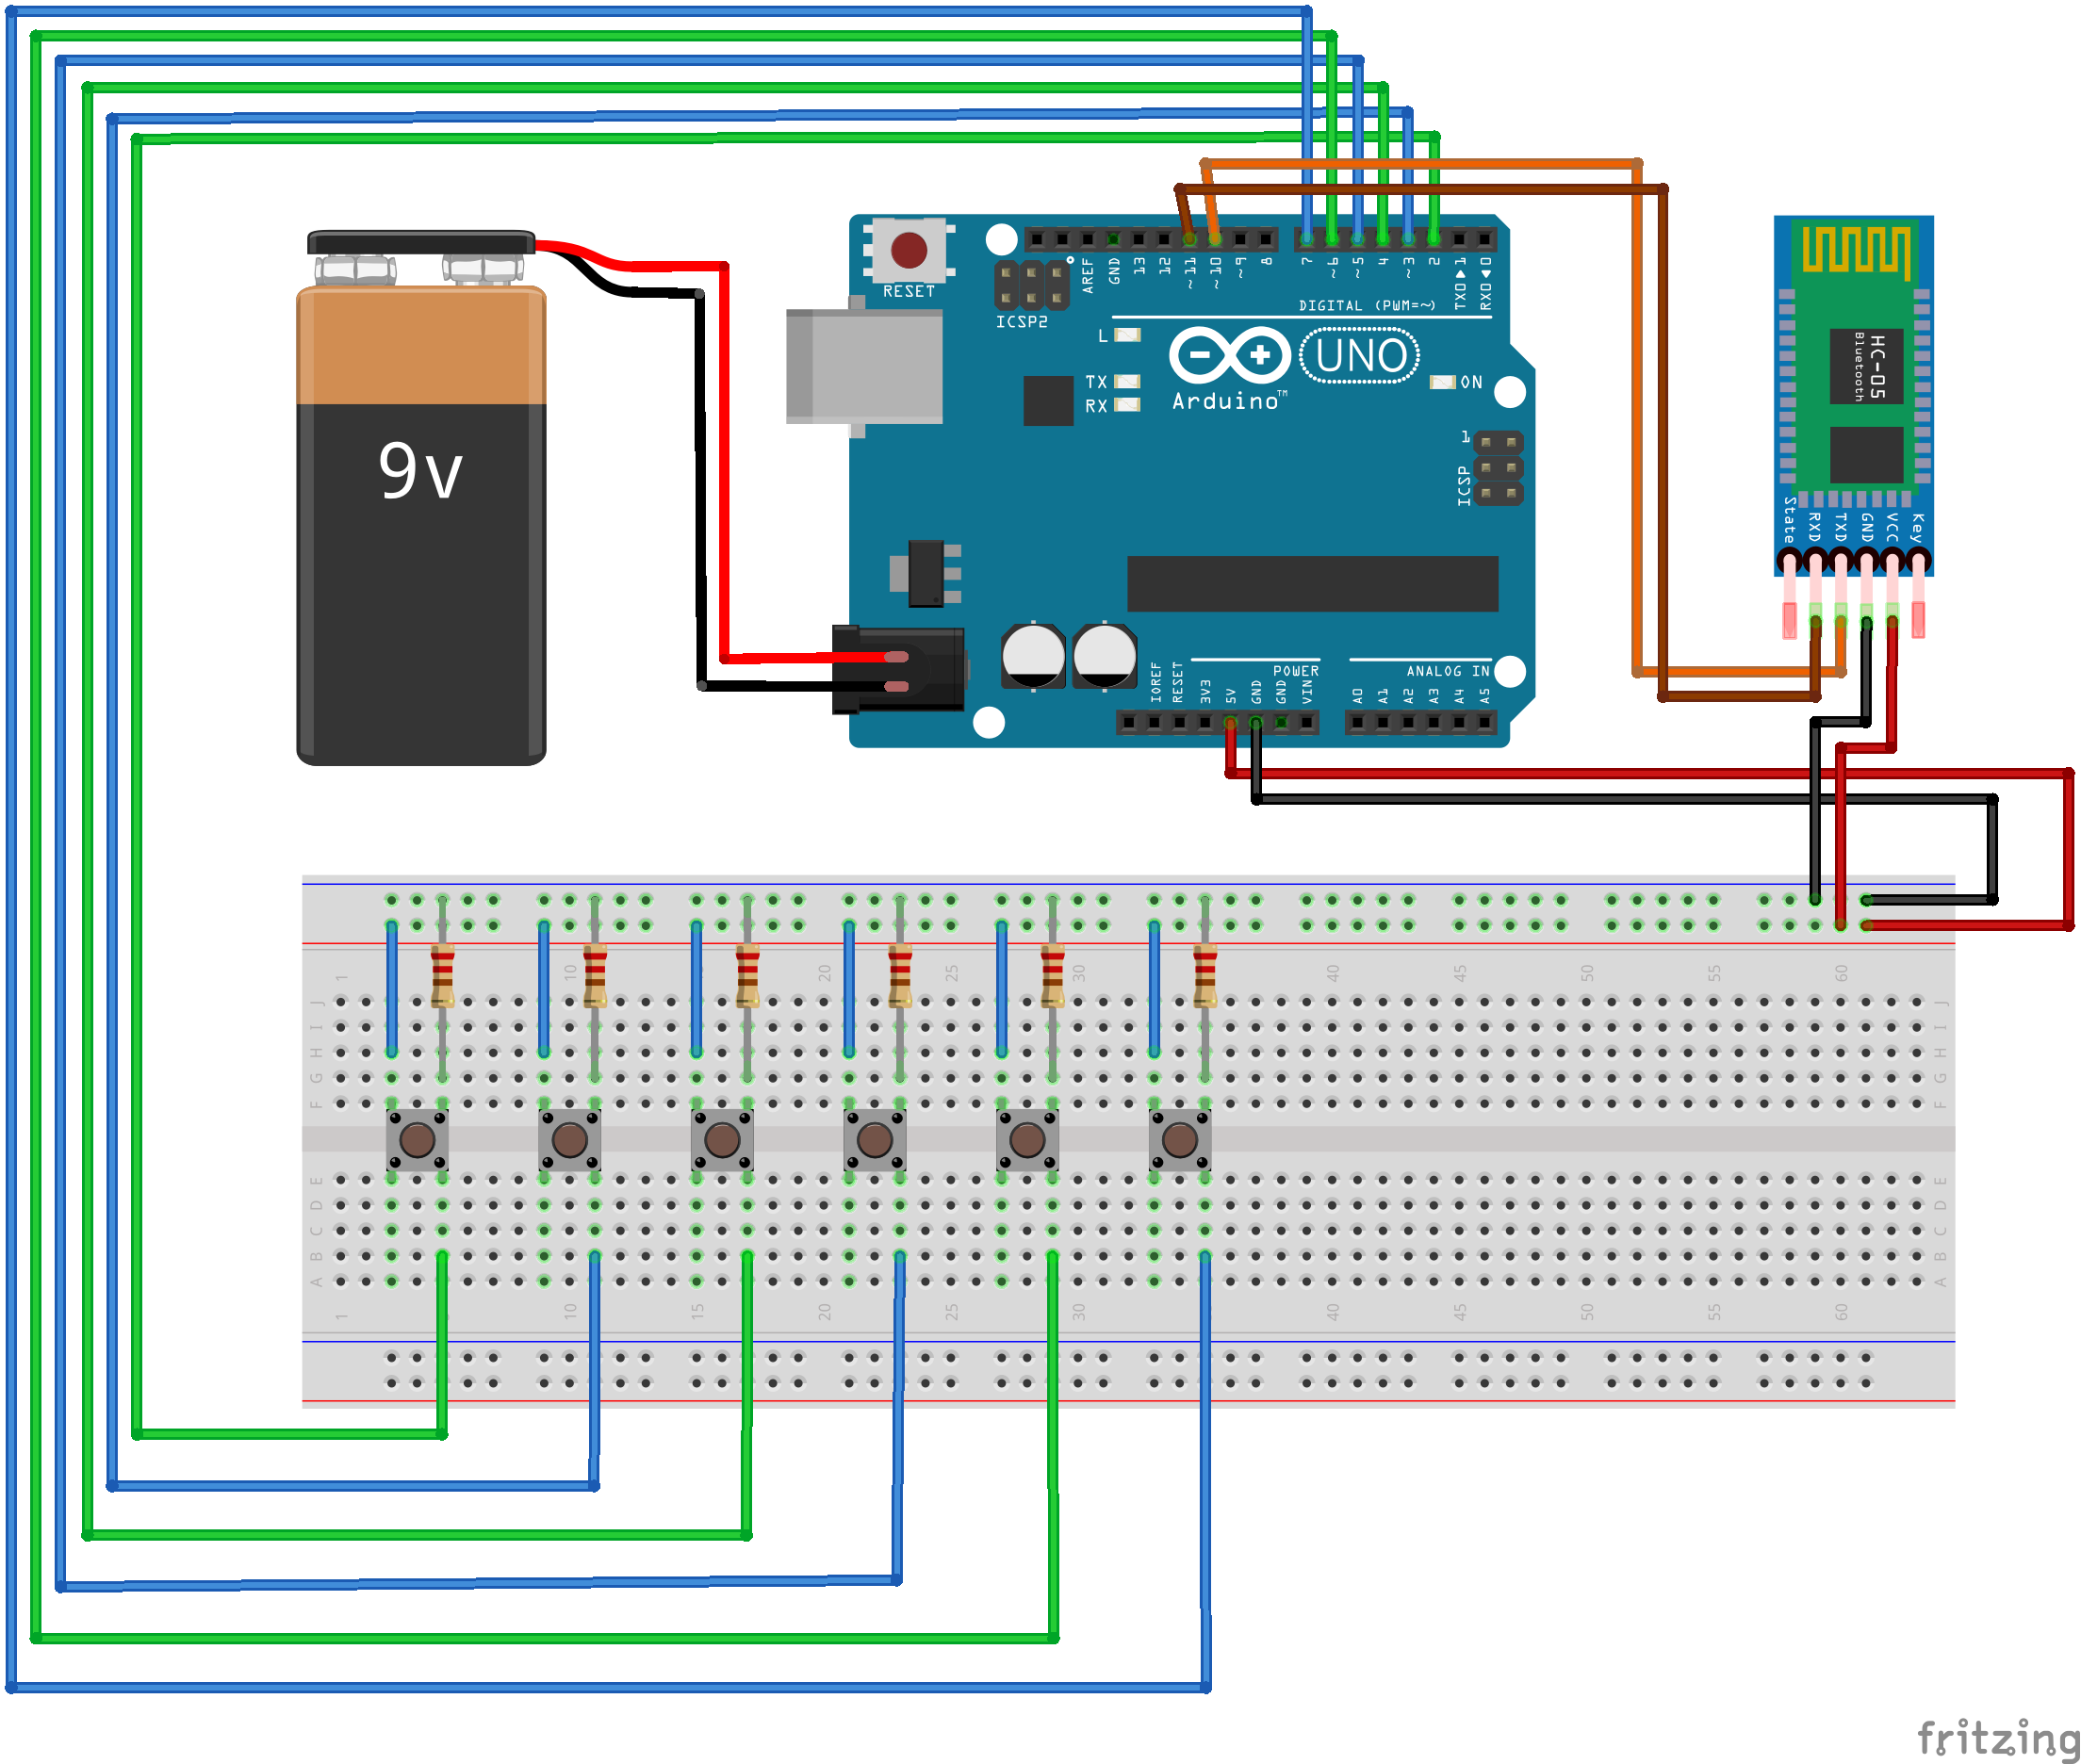 9v
RESET
ICSP2
AREF
GND
13
12
~11
~10
~9
8
7
~6
~5
4
~3
2
TX0 1
RX0 0
DIGITAL (PWM=~)
L
TX
RX
UNO
Arduino™
ON
1
ICSP
IOREF
RESET
3V3
5V
GND
GND
VIN
POWER
ANALOG IN
A0
A1
A2
A3
A4
A5
HC-05
Bluetooth
State
RXD
TXD
GND
VCC
Key
1 10 20 25 30 40 45 50 55 60
J J
I I
H H
G G
F F
E E
D D
C C
B B
A A
1 10 15 20 25 30 40 45 50 55 60
fritzing